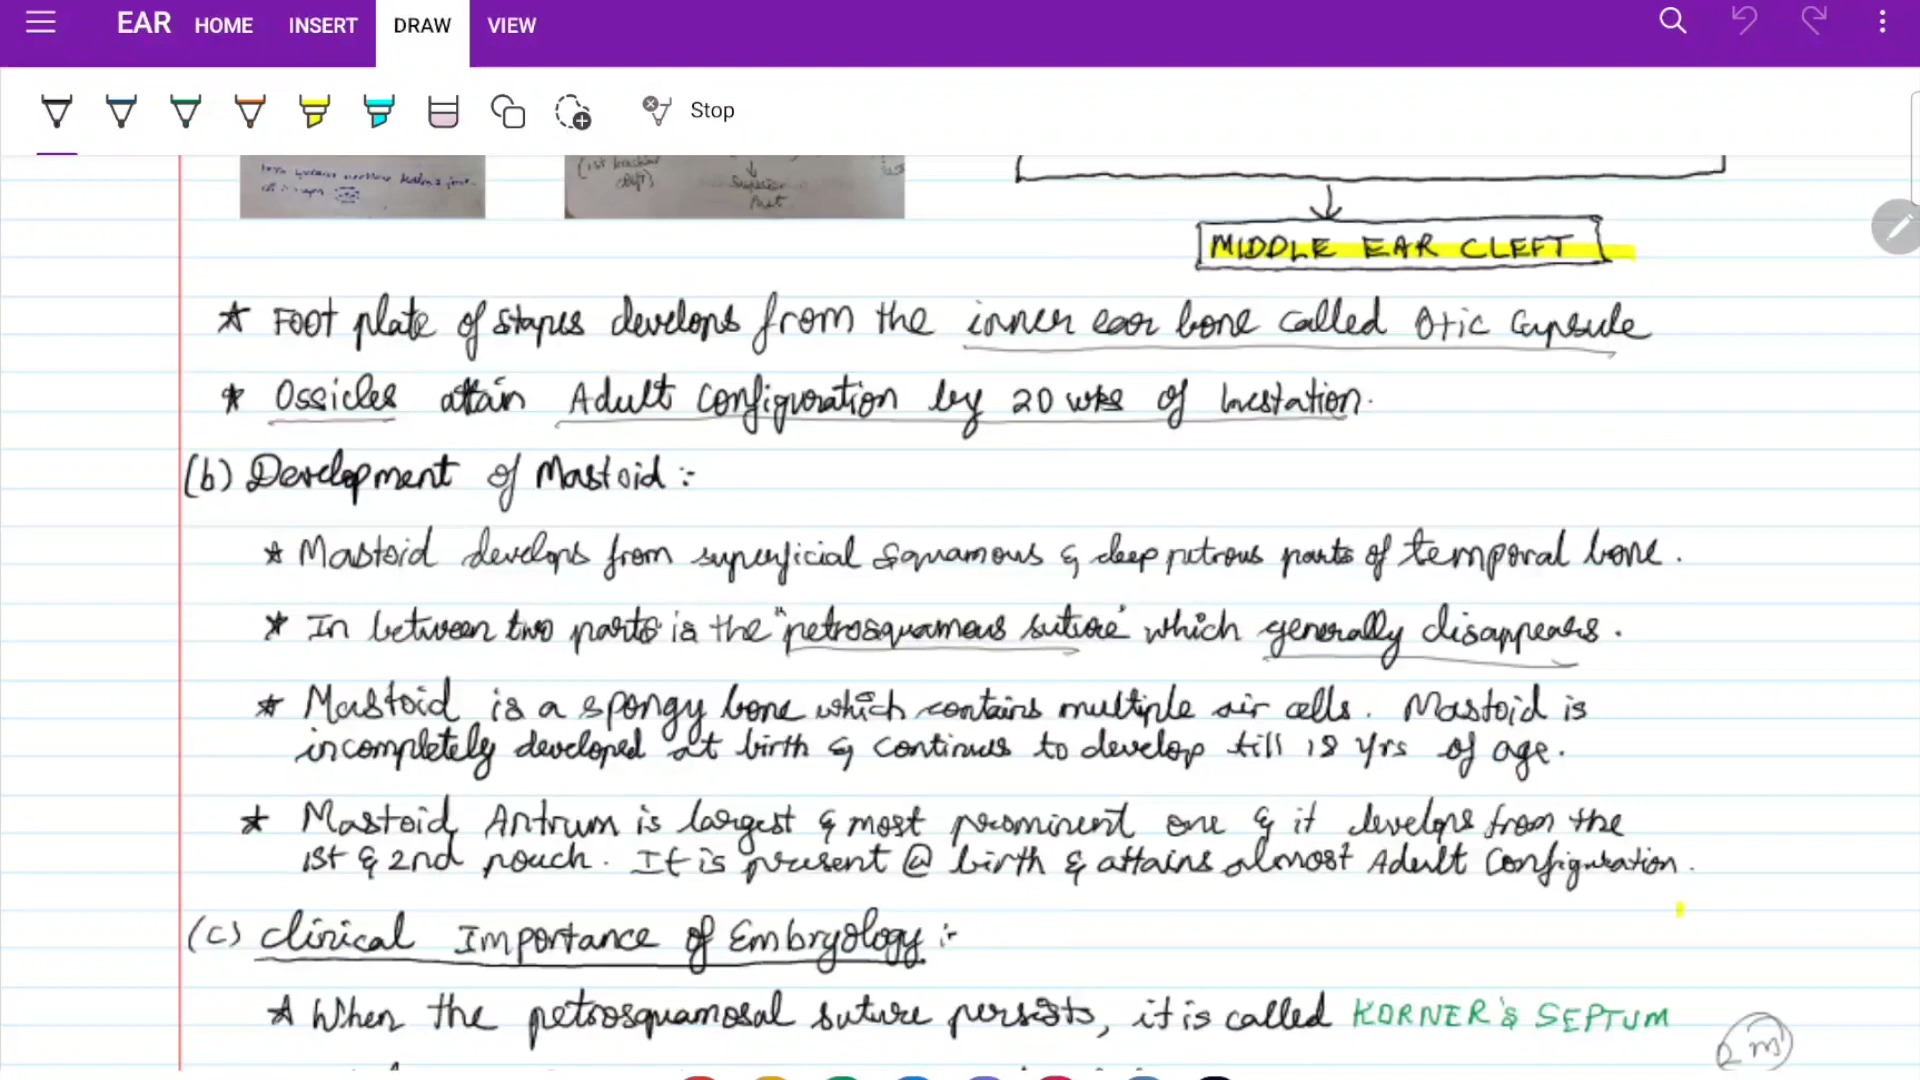 EAR HOME INSERT DRAW VIEW
Stop
(1st
cleft)
MIDDLE EAR CLEFT
★ Foot plate of stapes develops from the inner ear bone called Otic Capsule
★ Ossicles attain Adult Configuration by 20 wks of Gestation.
(b) Development of Mastoid :-
★ Mastoid develops from superficial squamous & deep petrous parts of temporal bone.
★ In between two parts is the "petrosquamous suture" which generally disappears.
★ Mastoid is a spongy bone which contains multiple air cells. Mastoid is
incompletely developed at birth & continues to develop till 18 yrs of age.
★ Mastoid Antrum is largest & most prominent one & it develops from the
1st & 2nd pouch. It is present @ birth & attains almost Adult Configuration.
(c) Clinical Importance of Embryology :-
★ When the petrosquamosal suture persists, it is called KORNER'S SEPTUM
2m